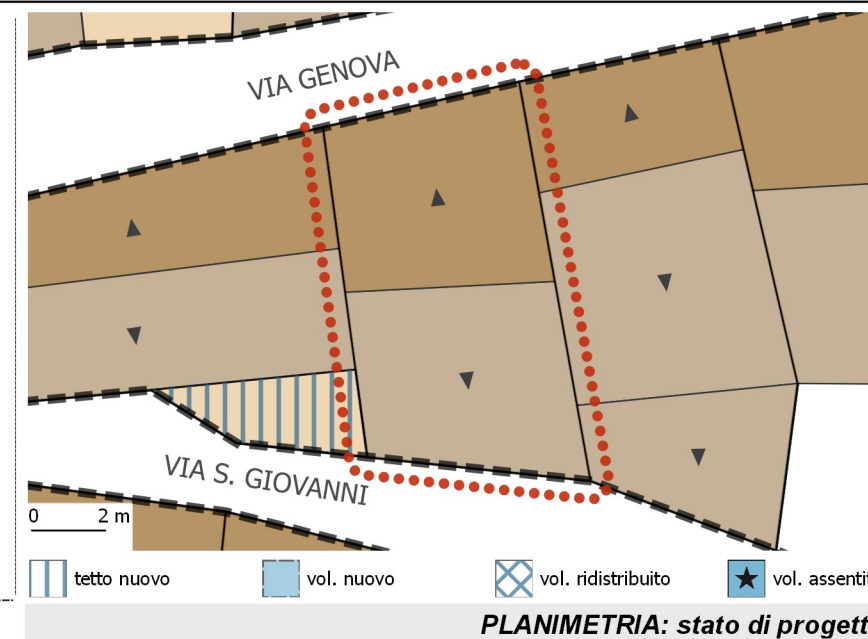 VIA GENOVA
VIA S. GIOVANNI
0 2 m
tetto nuovo
vol. nuovo
vol. ridistribuito
vol. assenti
PLANIMETRIA: stato di progett